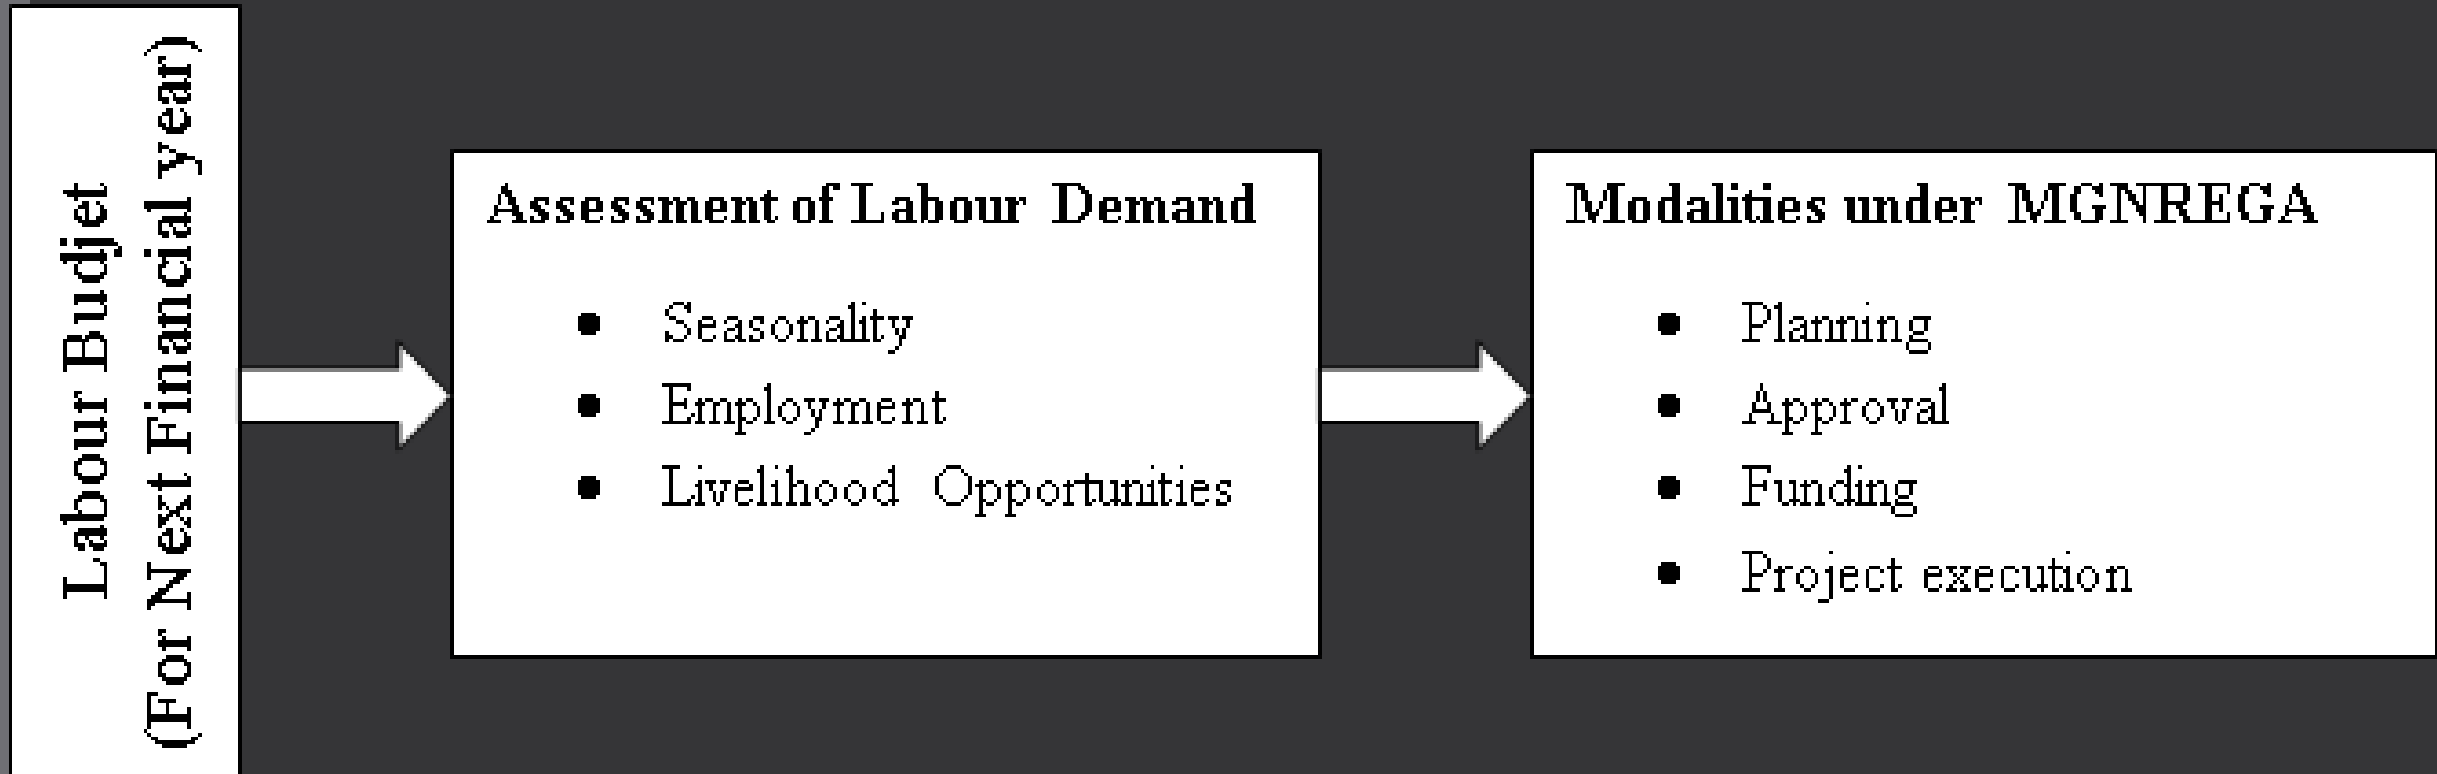 Labour Budjet
(For Next Financial year)
Assessment of Labour Demand
• Seasonality
• Employment
• Livelihood Opportunities
Modalities under MGNREGA
• Planning
• Approval
• Funding
• Project execution